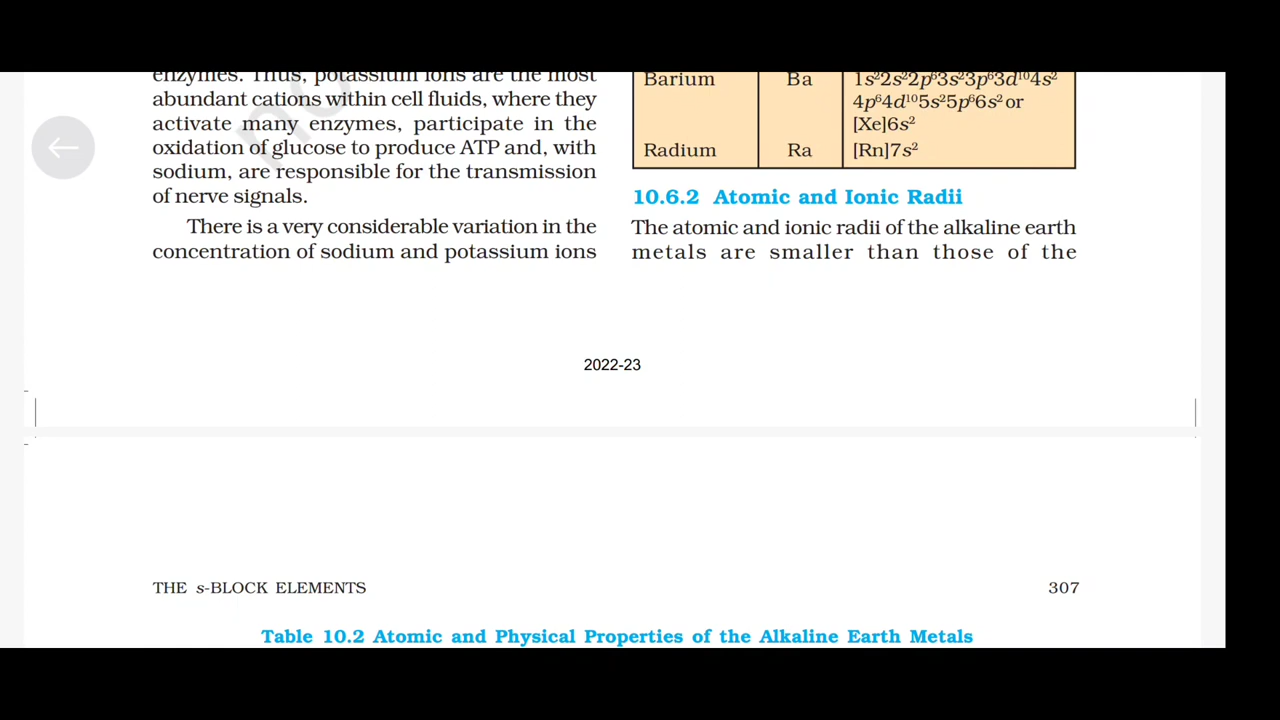 enzymes. Thus, potassium ions are the most
abundant cations within cell fluids, where they
activate many enzymes, participate in the
oxidation of glucose to produce ATP and, with
sodium, are responsible for the transmission
of nerve signals.
There is a very considerable variation in the
concentration of sodium and potassium ions
Barium Ba 1s²2s²2p⁶3s²3p⁶3d¹⁰4s²
4p⁶4d¹⁰5s²5p⁶6s² or
[Xe]6s²
Radium Ra [Rn]7s²
10.6.2 Atomic and Ionic Radii
The atomic and ionic radii of the alkaline earth
metals are smaller than those of the
2022-23
THE s-BLOCK ELEMENTS 307
Table 10.2 Atomic and Physical Properties of the Alkaline Earth Metals